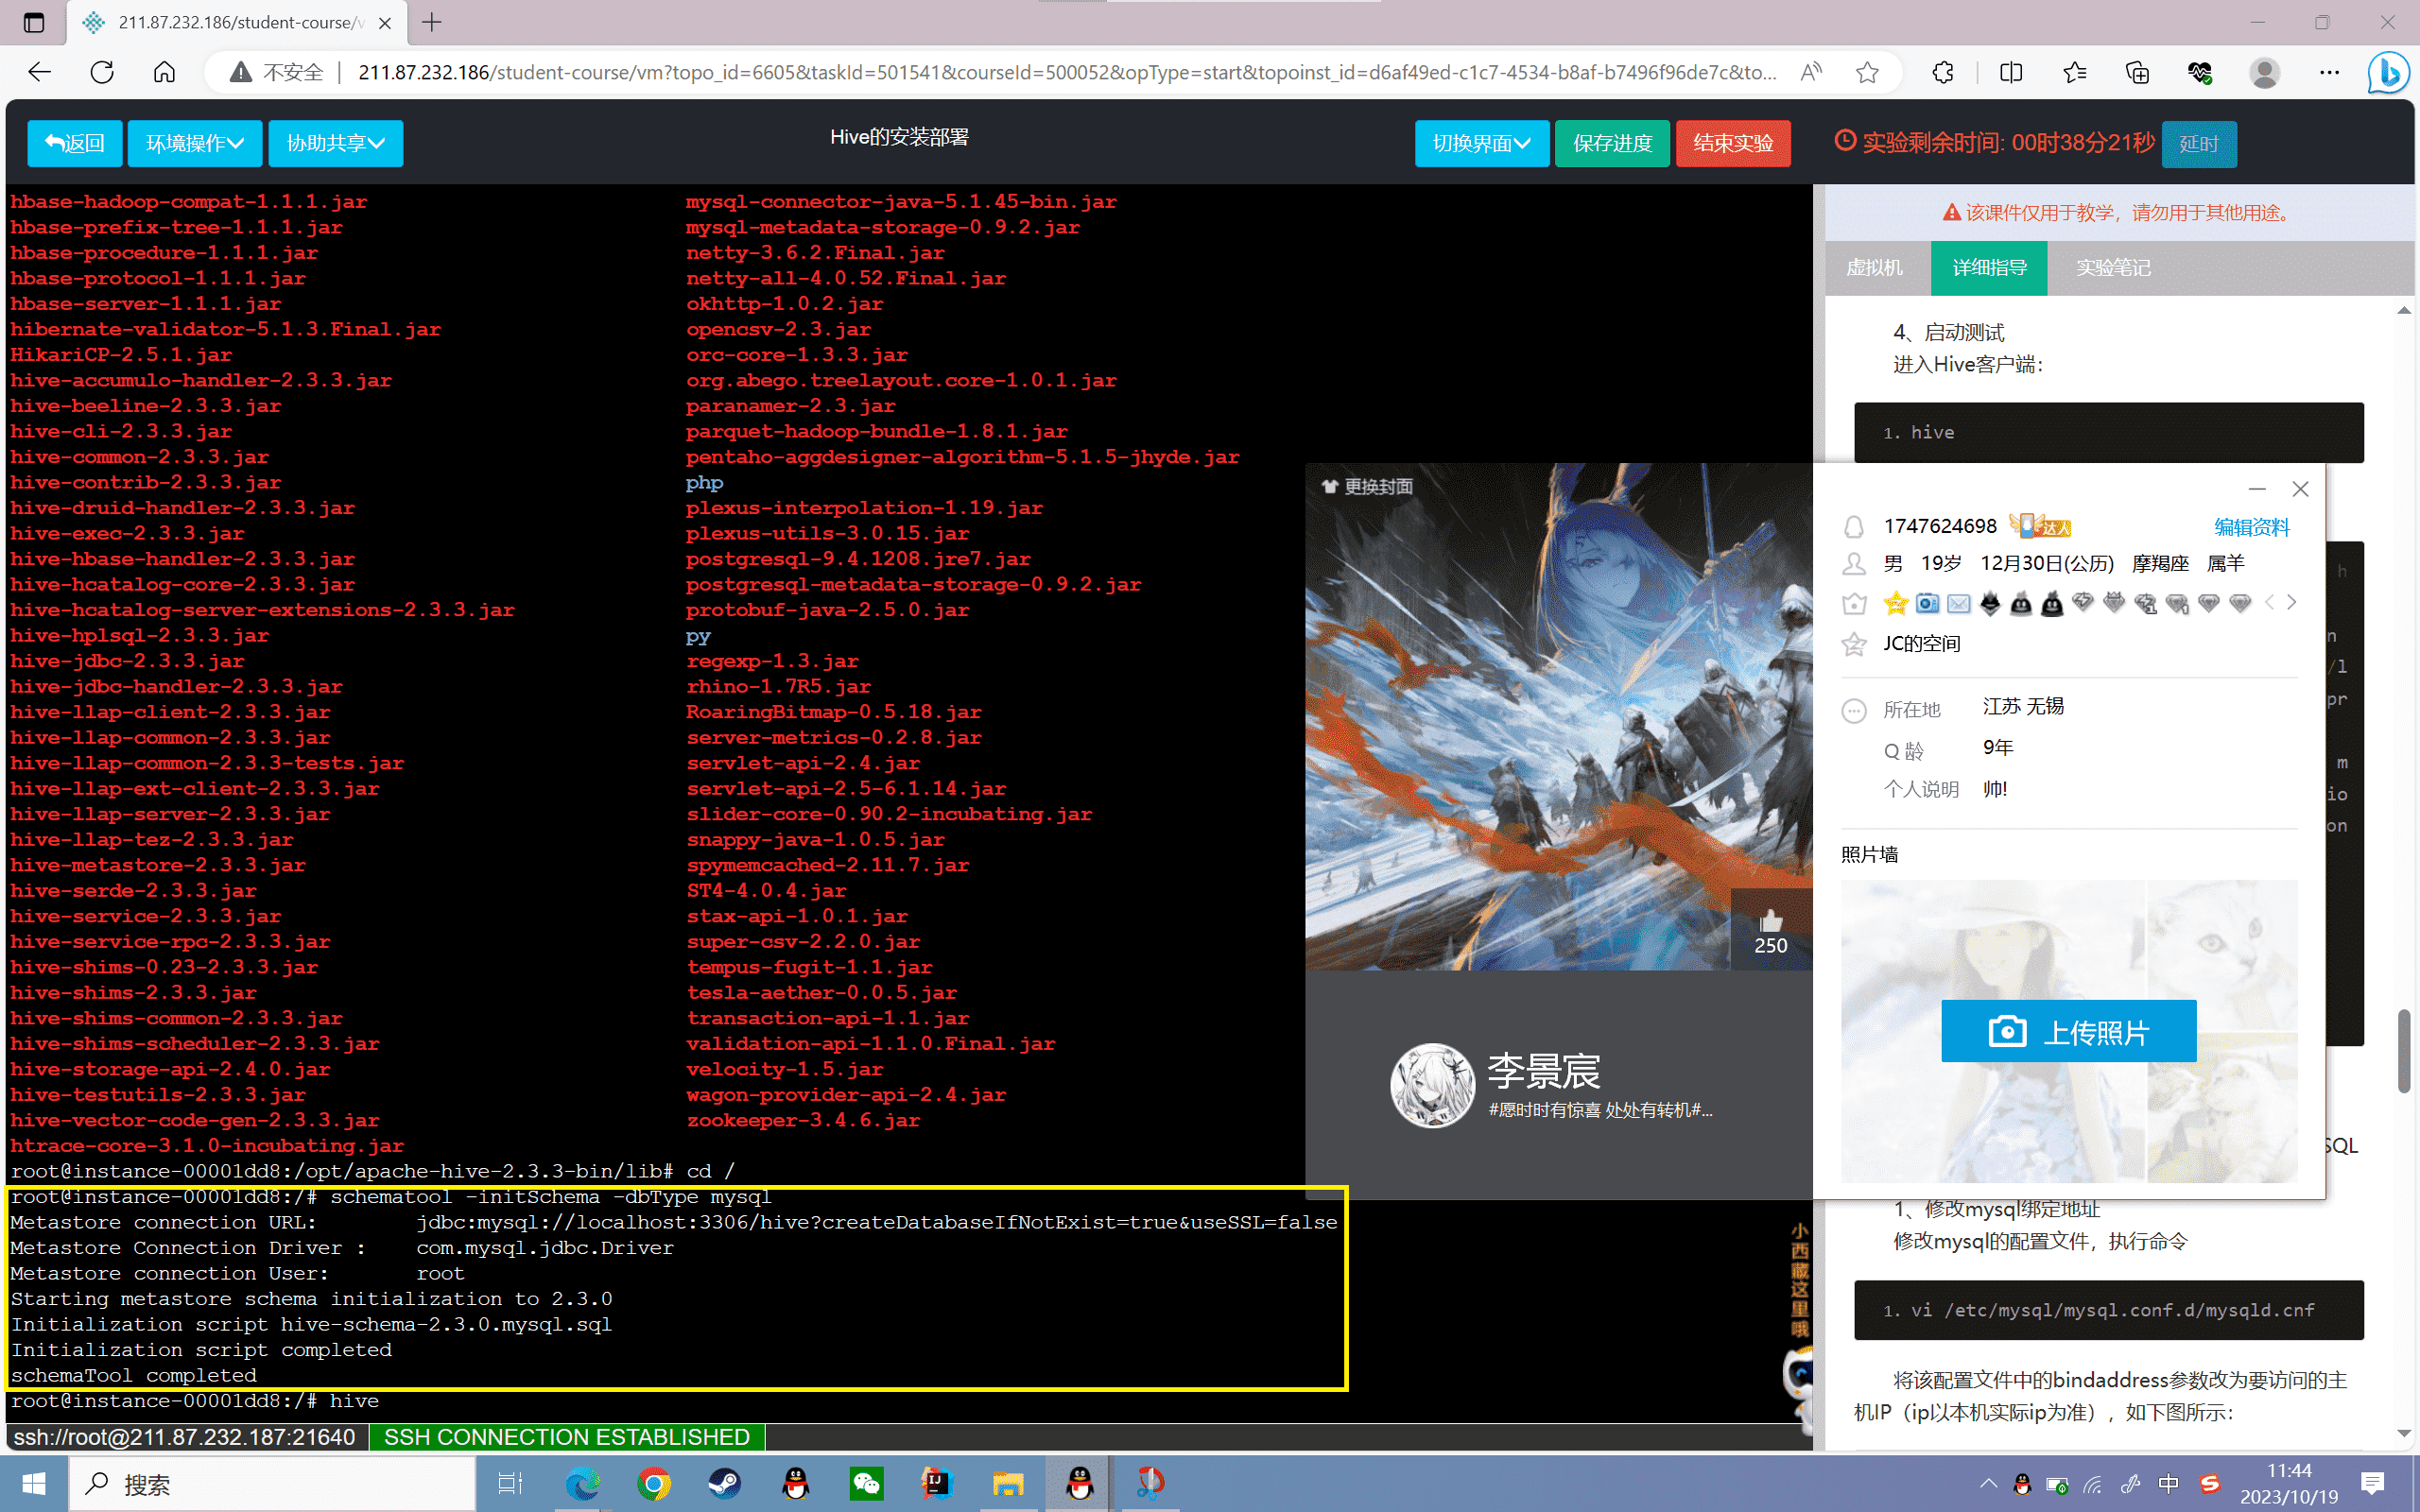 211.87.232.186/student-course/v
不安全
211.87.232.186/student-course/vm?topo_id=6605&taskId=501541&courseId=500052&opType=start&topoinst_id=d6af49ed-c1c7-4534-b8af-b7496f96de7c&to...
返回
环境操作
协助共享
Hive的安装部署
切换界面
保存进度
结束实验
实验剩余时间: 00时38分21秒
延时
hbase-hadoop-compat-1.1.1.jar
hbase-prefix-tree-1.1.1.jar
hbase-procedure-1.1.1.jar
hbase-protocol-1.1.1.jar
hbase-server-1.1.1.jar
hibernate-validator-5.1.3.Final.jar
HikariCP-2.5.1.jar
hive-accumulo-handler-2.3.3.jar
hive-beeline-2.3.3.jar
hive-cli-2.3.3.jar
hive-common-2.3.3.jar
hive-contrib-2.3.3.jar
hive-druid-handler-2.3.3.jar
hive-exec-2.3.3.jar
hive-hbase-handler-2.3.3.jar
hive-hcatalog-core-2.3.3.jar
hive-hcatalog-server-extensions-2.3.3.jar
hive-hplsql-2.3.3.jar
hive-jdbc-2.3.3.jar
hive-jdbc-handler-2.3.3.jar
hive-llap-client-2.3.3.jar
hive-llap-common-2.3.3.jar
hive-llap-common-2.3.3-tests.jar
hive-llap-ext-client-2.3.3.jar
hive-llap-server-2.3.3.jar
hive-llap-tez-2.3.3.jar
hive-metastore-2.3.3.jar
hive-serde-2.3.3.jar
hive-service-2.3.3.jar
hive-service-rpc-2.3.3.jar
hive-shims-0.23-2.3.3.jar
hive-shims-2.3.3.jar
hive-shims-common-2.3.3.jar
hive-shims-scheduler-2.3.3.jar
hive-storage-api-2.4.0.jar
hive-testutils-2.3.3.jar
hive-vector-code-gen-2.3.3.jar
htrace-core-3.1.0-incubating.jar
mysql-connector-java-5.1.45-bin.jar
mysql-metadata-storage-0.9.2.jar
netty-3.6.2.Final.jar
netty-all-4.0.52.Final.jar
okhttp-1.0.2.jar
opencsv-2.3.jar
orc-core-1.3.3.jar
org.abego.treelayout.core-1.0.1.jar
paranamer-2.3.jar
parquet-hadoop-bundle-1.8.1.jar
pentaho-aggdesigner-algorithm-5.1.5-jhyde.jar
php
plexus-interpolation-1.19.jar
plexus-utils-3.0.15.jar
postgresql-9.4.1208.jre7.jar
postgresql-metadata-storage-0.9.2.jar
protobuf-java-2.5.0.jar
py
regexp-1.3.jar
rhino-1.7R5.jar
RoaringBitmap-0.5.18.jar
server-metrics-0.2.8.jar
servlet-api-2.4.jar
servlet-api-2.5-6.1.14.jar
slider-core-0.90.2-incubating.jar
snappy-java-1.0.5.jar
spymemcached-2.11.7.jar
ST4-4.0.4.jar
stax-api-1.0.1.jar
super-csv-2.2.0.jar
tempus-fugit-1.1.jar
tesla-aether-0.0.5.jar
transaction-api-1.1.jar
validation-api-1.1.0.Final.jar
velocity-1.5.jar
wagon-provider-api-2.4.jar
zookeeper-3.4.6.jar
root@instance-00001dd8:/opt/apache-hive-2.3.3-bin/lib# cd /
root@instance-00001dd8:/# schematool -initSchema -dbType mysql
Metastore connection URL: jdbc:mysql://localhost:3306/hive?createDatabaseIfNotExist=true&useSSL=false
Metastore Connection Driver : com.mysql.jdbc.Driver
Metastore connection User: root
Starting metastore schema initialization to 2.3.0
Initialization script hive-schema-2.3.0.mysql.sql
Initialization script completed
schemaTool completed
root@instance-00001dd8:/# hive
ssh://root@211.87.232.187:21640 SSH CONNECTION ESTABLISHED
更换封面
250
李景宸
#愿时时有惊喜 处处有转机#...
1747624698
达人
编辑资料
男 19岁 12月30日(公历) 摩羯座 属羊
JC的空间
所在地 江苏 无锡
Q 龄 9年
个人说明 帅!
照片墙
上传照片
小西藏这里哦
该课件仅用于教学，请勿用于其他用途。
虚拟机 详细指导 实验笔记
4、启动测试
进入Hive客户端：
1. hive
h
n
/l
pr
m
io
on
SQL
1、修改mysql绑定地址
修改mysql的配置文件，执行命令
1. vi /etc/mysql/mysql.conf.d/mysqld.cnf
将该配置文件中的bindaddress参数改为要访问的主
机IP（ip以本机实际ip为准），如下图所示：
搜索
中
11:44
2023/10/19